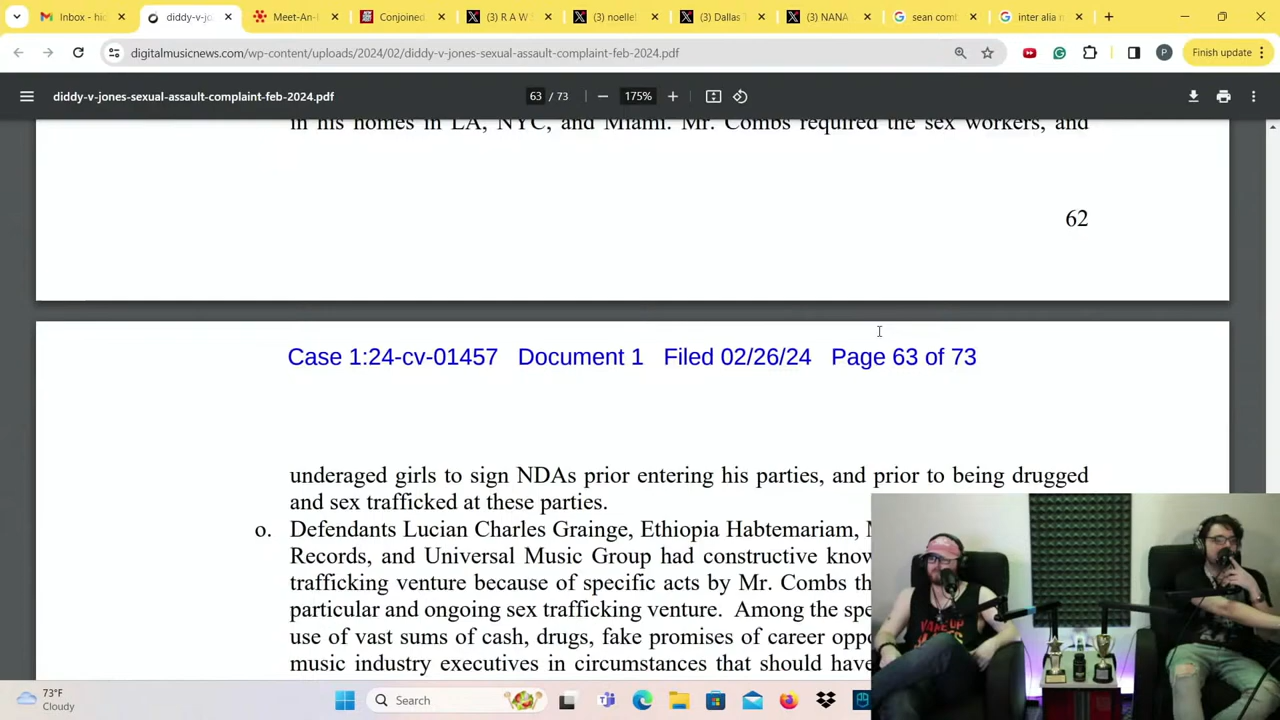 Inbox -
diddy-v-jo
Meet-An-
Conjoined
(3) R A W
(3) noelle
(3) Dallas
(3) NANA
sean comb
inter alia m
digitalmusicnews.com/wp-content/uploads/2024/02/diddy-v-jones-sexual-assault-complaint-feb-2024.pdf
P
Finish update
diddy-v-jones-sexual-assault-complaint-feb-2024.pdf
63 / 73
175%
in his homes in LA, NYC, and Miami. Mr. Combs required the sex workers, and
62
Case 1:24-cv-01457 Document 1 Filed 02/26/24 Page 63 of 73
underaged girls to sign NDAs prior entering his parties, and prior to being drugged
and sex trafficked at these parties.
o. Defendants Lucian Charles Grainge, Ethiopia Habtemariam,
Records, and Universal Music Group had constructive know
trafficking venture because of specific acts by Mr. Combs th
particular and ongoing sex trafficking venture. Among the spe
use of vast sums of cash, drugs, fake promises of career oppo
music industry executives in circumstances that should have
73°F
Cloudy
Search